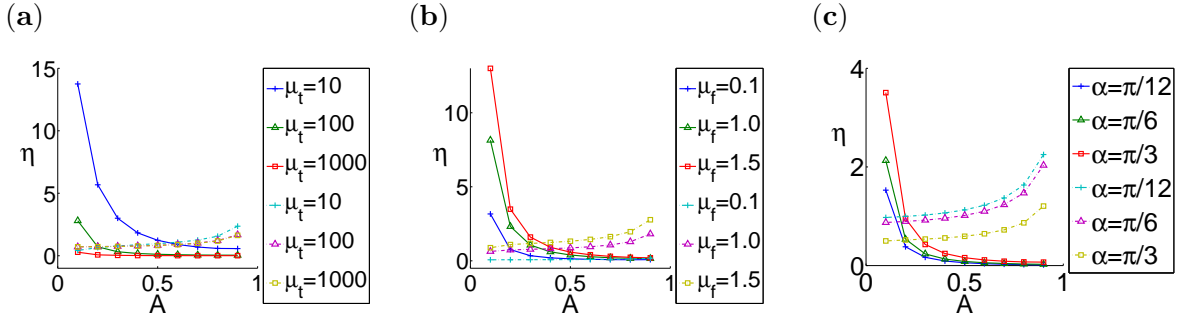 (a)
(b)
(c)
15
10
5
0
η
0
0.5
1
A
μt=10
μt=100
μt=1000
μt=10
μt=100
μt=1000
10
5
0
η
0
0.5
1
A
μf=0.1
μf=1.0
μf=1.5
μf=0.1
μf=1.0
μf=1.5
4
2
0
η
0
0.5
1
A
α=π/12
α=π/6
α=π/3
α=π/12
α=π/6
α=π/3